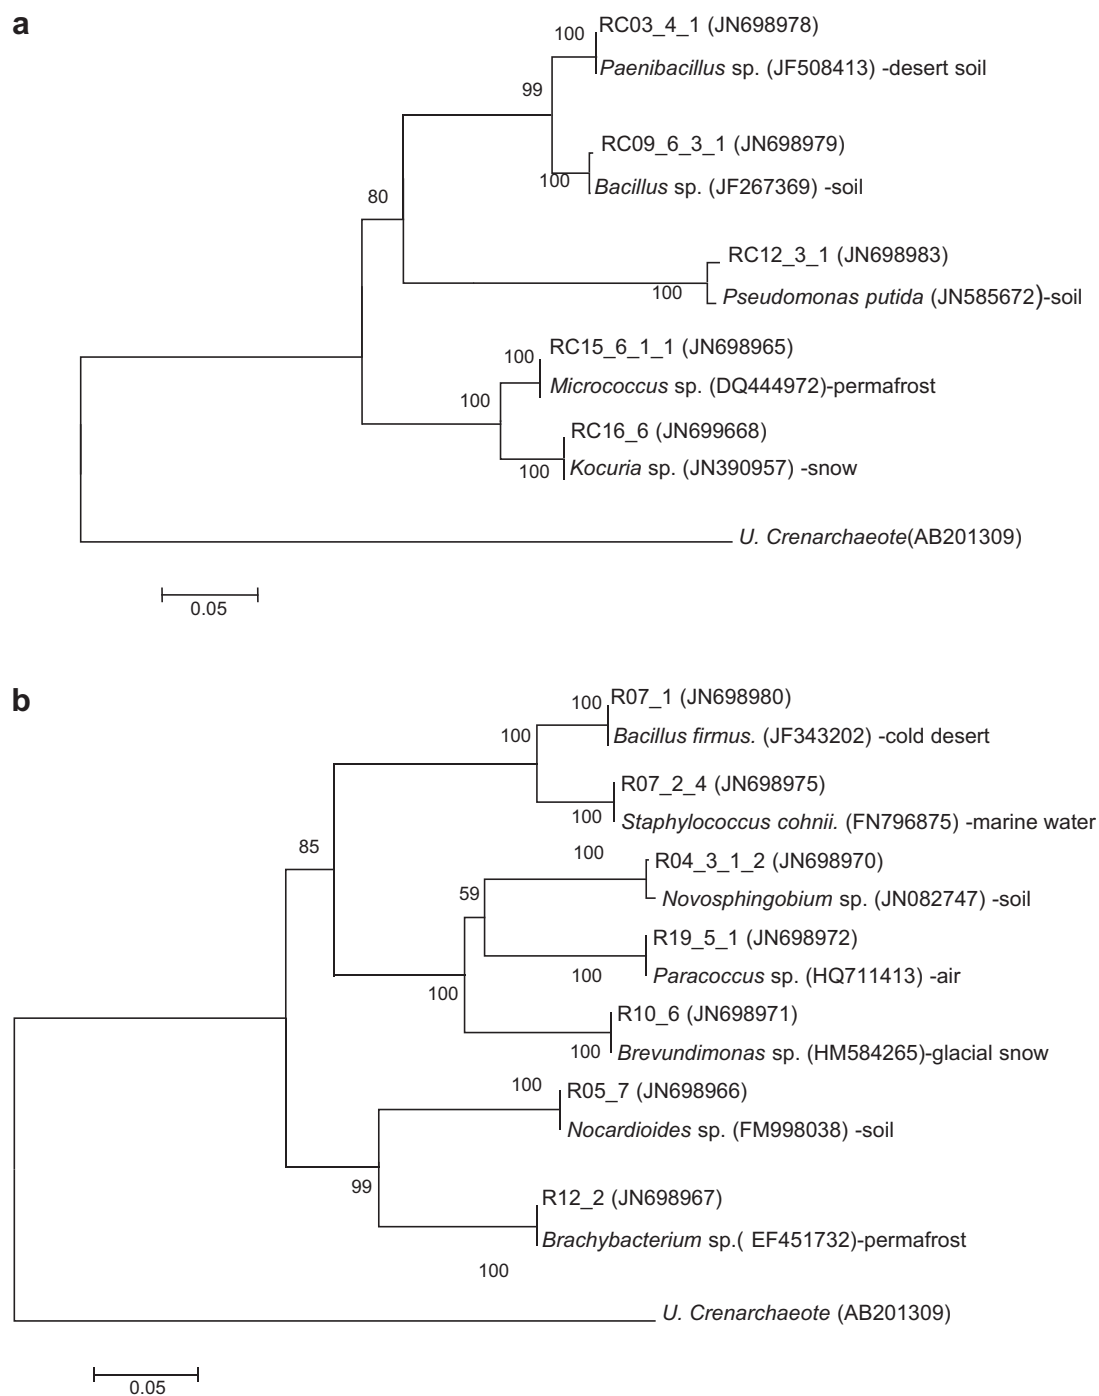 a
100 RC03_4_1 (JN698978)
Paenibacillus sp. (JF508413) -desert soil
99
RC09_6_3_1 (JN698979)
100
Bacillus sp. (JF267369) -soil
80
RC12_3_1 (JN698983)
100
Pseudomonas putida (JN585672)-soil
100 RC15_6_1_1 (JN698965)
Micrococcus sp. (DQ444972)-permafrost
100
RC16_6 (JN699668)
100 Kocuria sp. (JN390957) -snow
U. Crenarchaeote(AB201309)
0.05
b
100 R07_1 (JN698980)
100 Bacillus firmus. (JF343202) -cold desert
R07_2_4 (JN698975)
100 Staphylococcus cohnii. (FN796875) -marine water
85
100 R04_3_1_2 (JN698970)
59 Novosphingobium sp. (JN082747) -soil
R19_5_1 (JN698972)
100 Paracoccus sp. (HQ711413) -air
100
R10_6 (JN698971)
100 Brevundimonas sp. (HM584265)-glacial snow
100 R05_7 (JN698966)
Nocardioides sp. (FM998038) -soil
99
R12_2 (JN698967)
Brachybacterium sp.( EF451732)-permafrost
100
U. Crenarchaeote (AB201309)
0.05